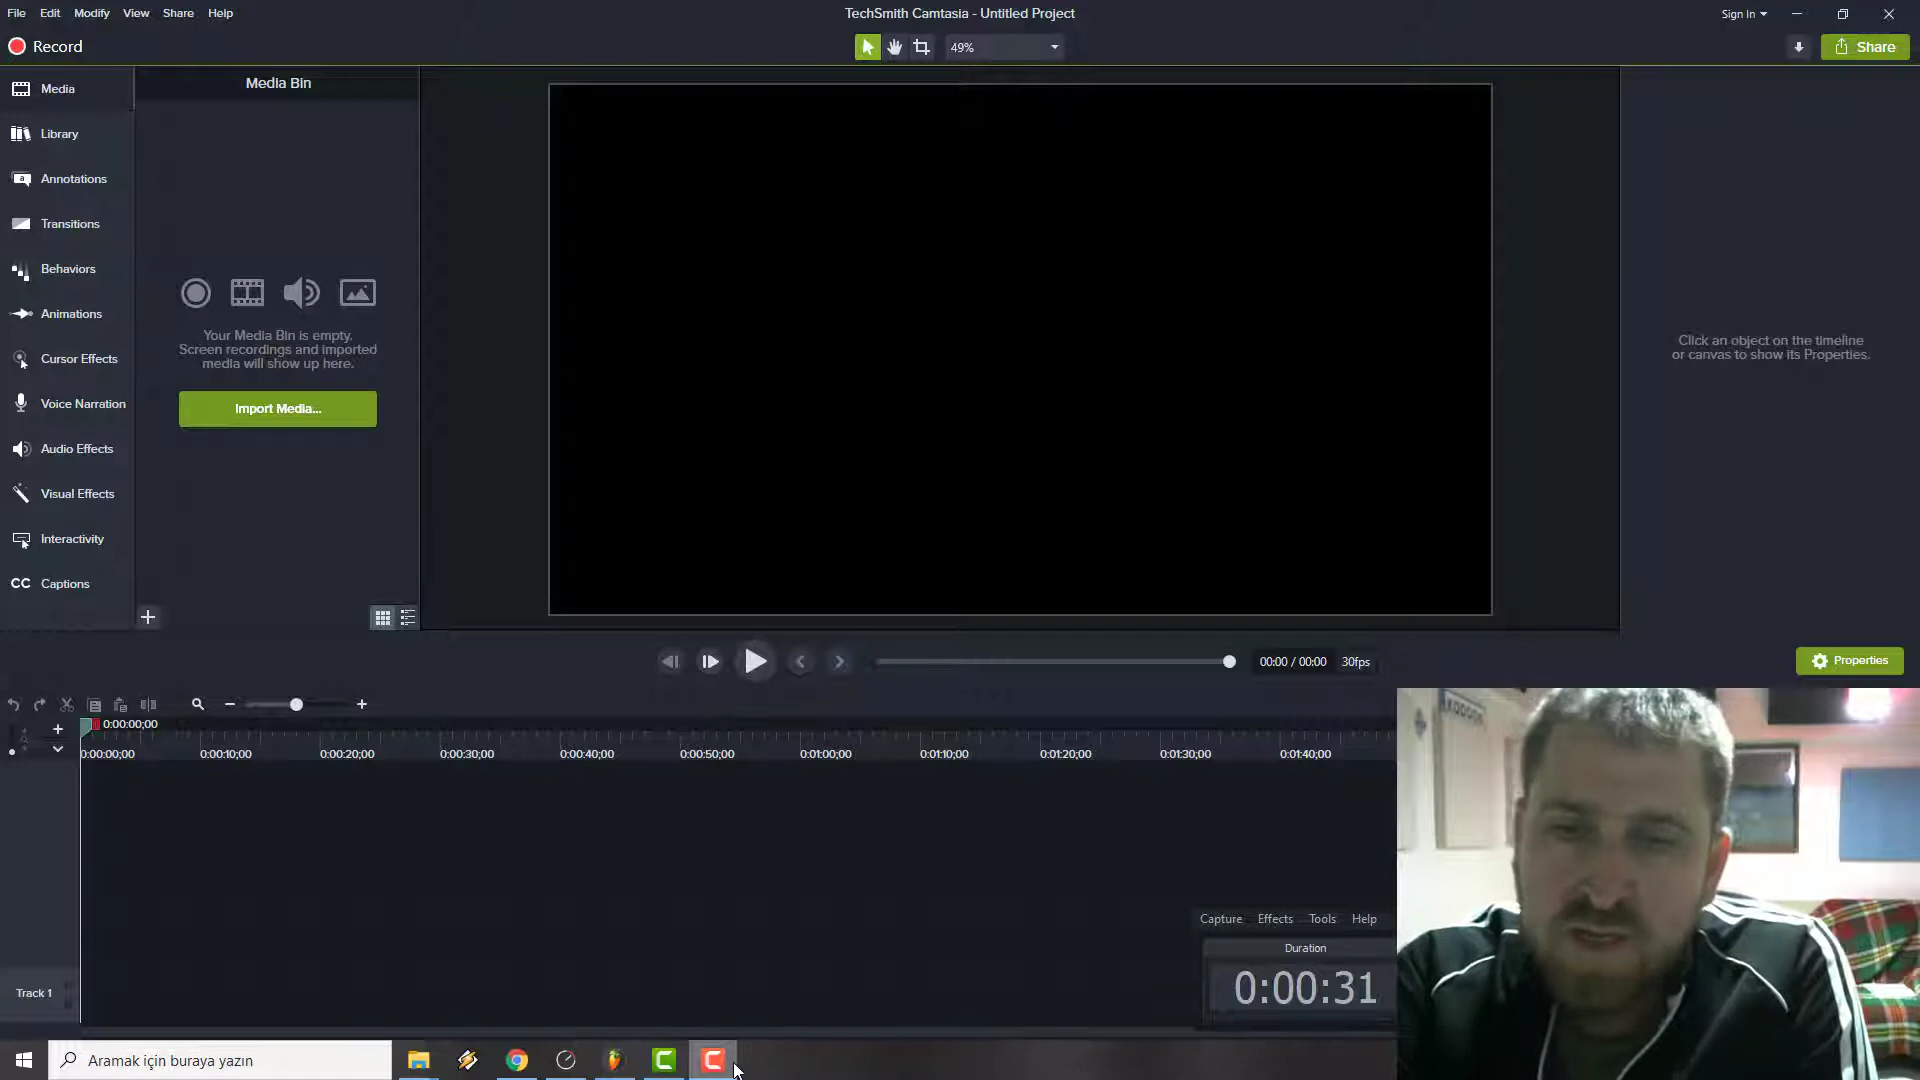 File Edit Modify View Share Help
TechSmith Camtasia - Untitled Project
Sign In
Record
49%
Share
Media
Media Bin
Library
Annotations
Transitions
Behaviors
Animations
Cursor Effects
Voice Narration
Audio Effects
Visual Effects
Interactivity
CC Captions
Your Media Bin is empty.
Screen recordings and imported
media will show up here.
Import Media...
Click an object on the timeline
or canvas to show its Properties.
00:00 / 00:00 30fps
Properties
0:00:00;00
0:00:00;00 0:00:10;00 0:00:20;00 0:00:30;00 0:00:40;00 0:00:50;00 0:01:00;00 0:01:10;00 0:01:20;00 0:01:30;00 0:01:40;00
Capture Effects Tools Help
Duration
0:00:31
Track 1
Aramak için buraya yazın